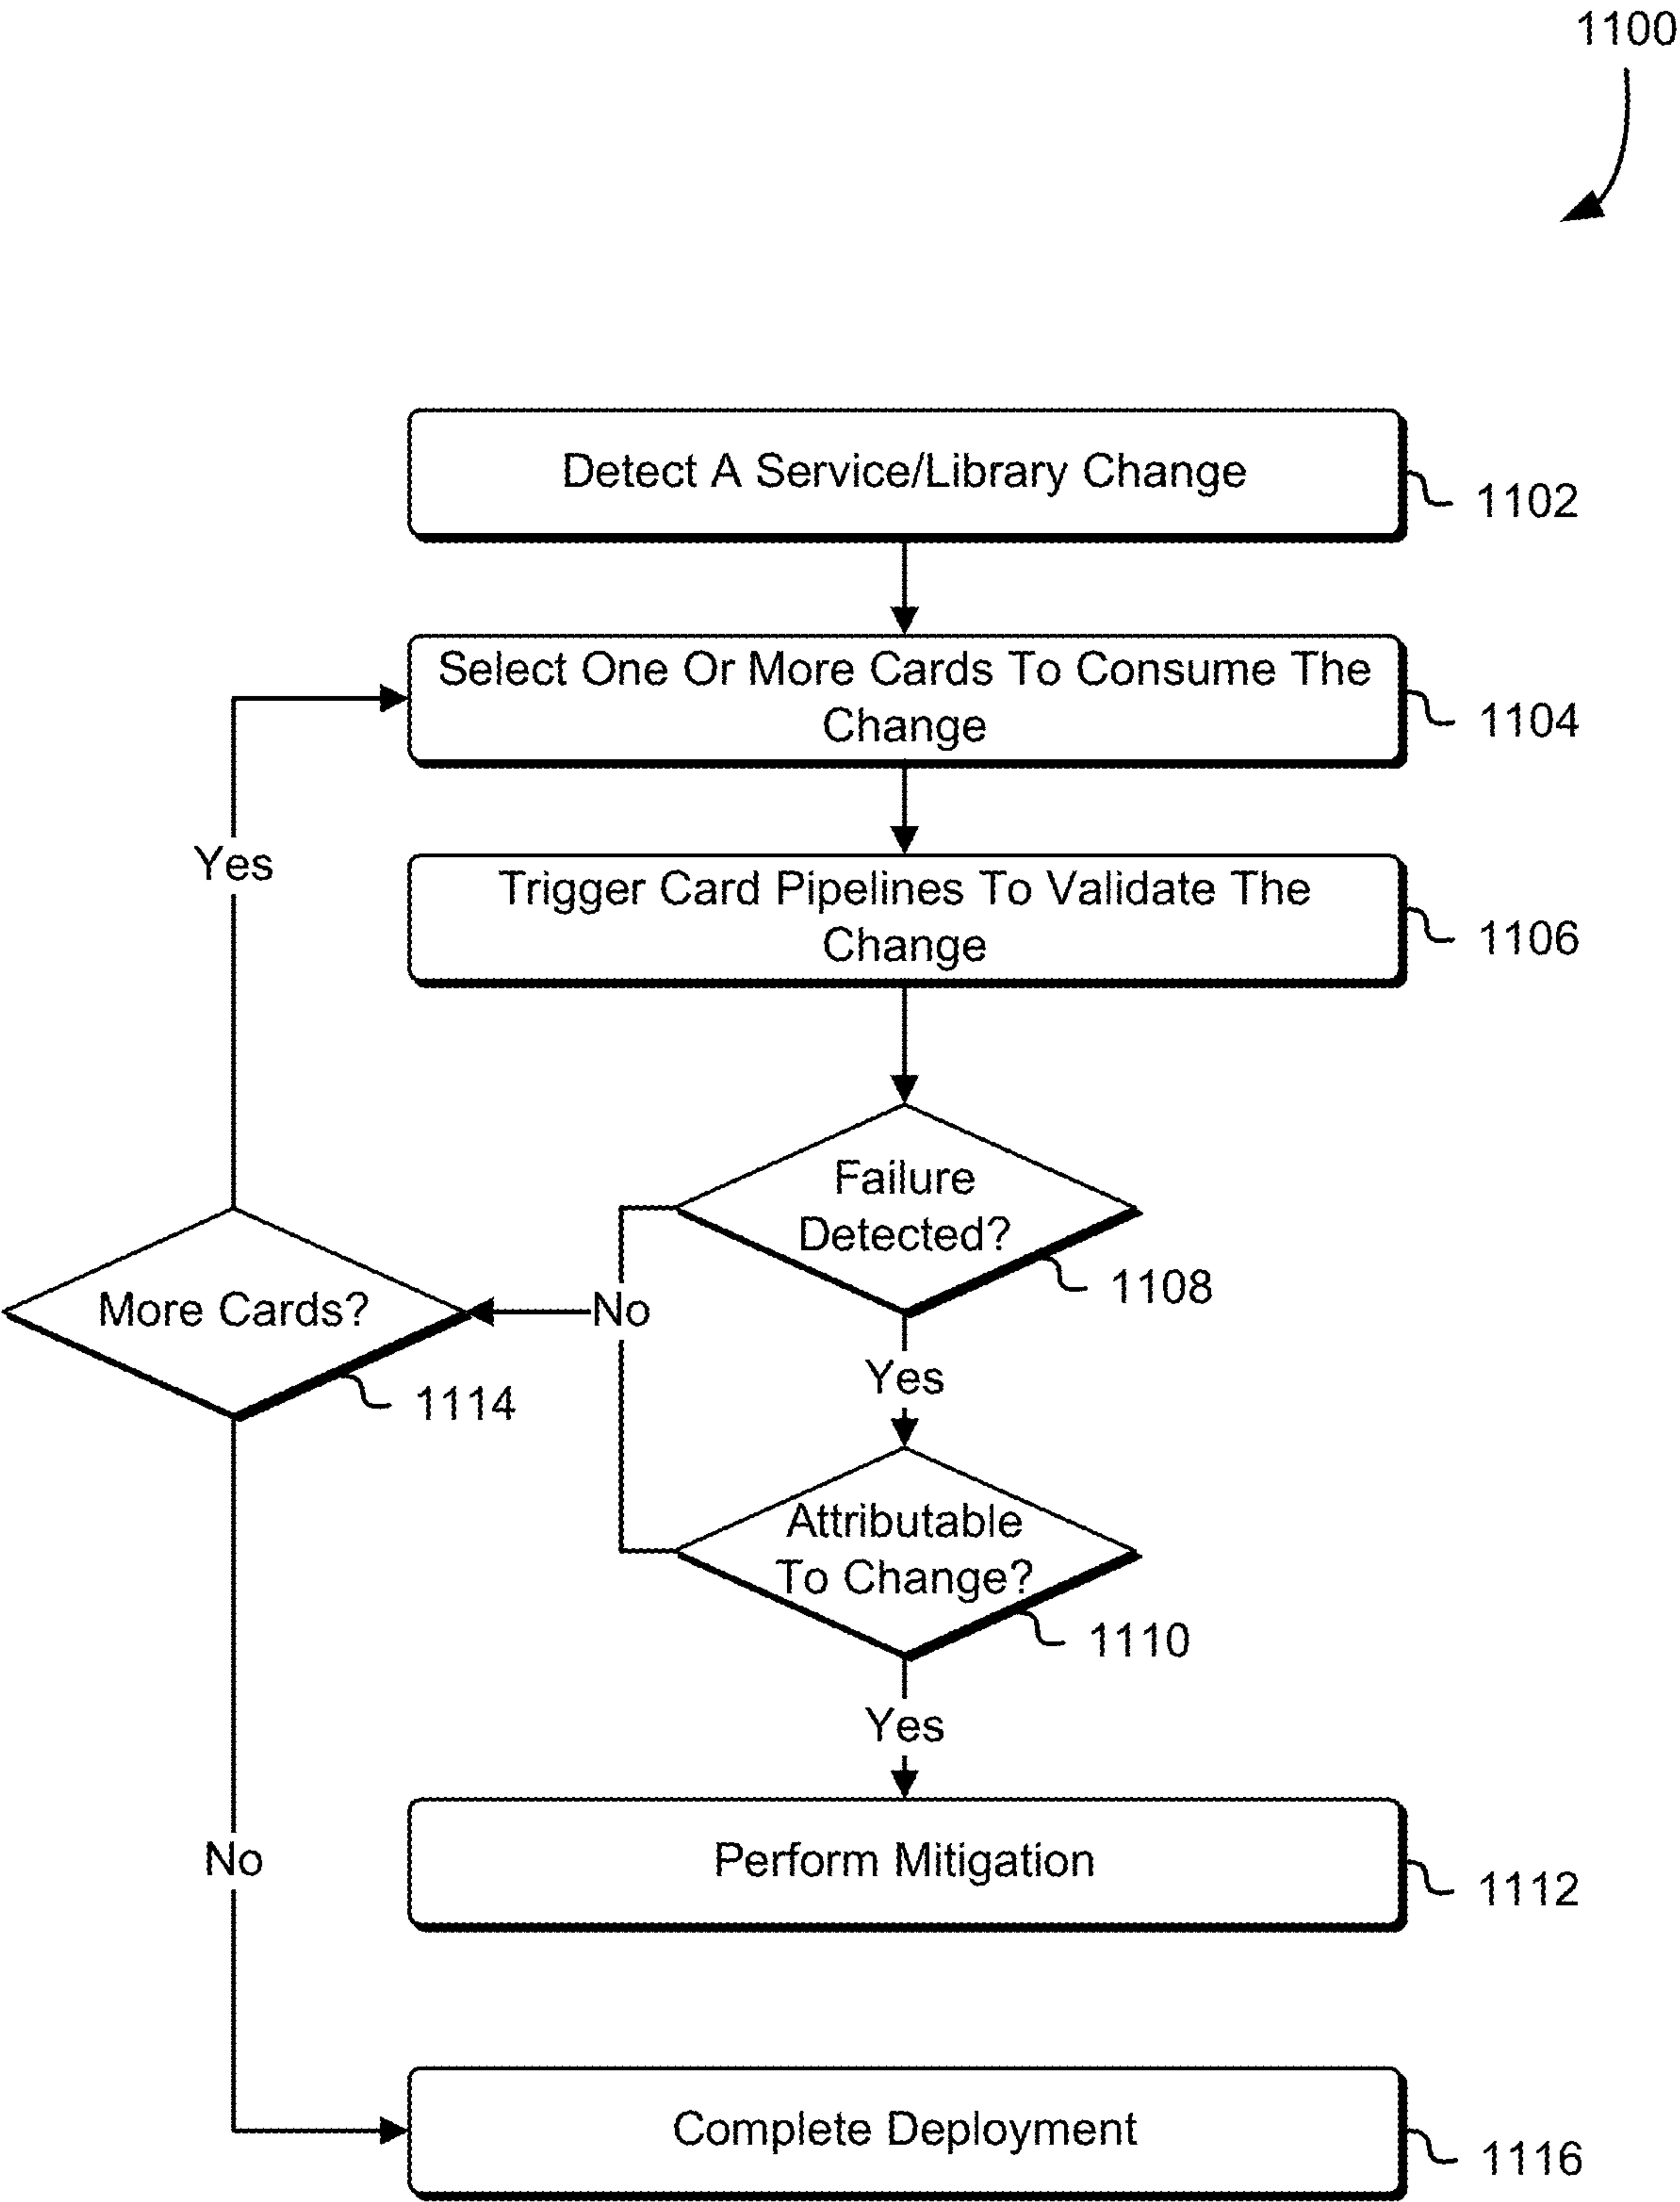 1100
Detect A Service/Library Change
1102
Select One Or More Cards To Consume The
Change
1104
Yes
Trigger Card Pipelines To Validate The
Change
1106
Failure
Detected?
1108
More Cards?
No
1114
Yes
Attributable
To Change?
1110
Yes
Perform Mitigation
1112
No
Complete Deployment
1116